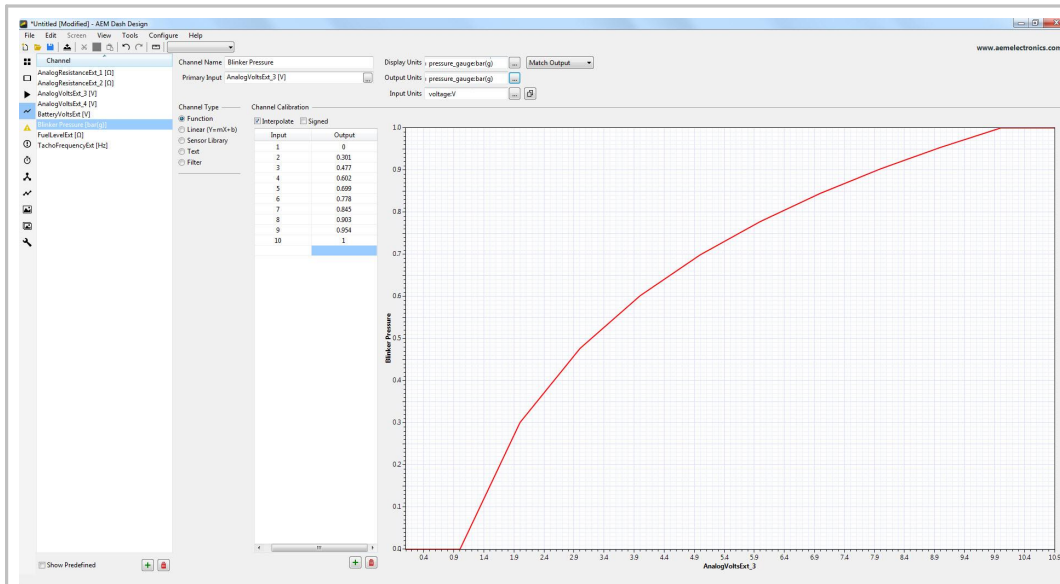 *Untitled [Modified] - AEM Dash Design
File Edit Screen View Tools Configure Help
www.aemelectronics.com
Channel
AnalogResistanceExt_1 [Ω]
AnalogResistanceExt_2 [Ω]
AnalogVoltsExt_3 [V]
AnalogVoltsExt_4 [V]
BatteryVoltsExt [V]
Blinker Pressure [bar(g)]
FuelLevelExt [Ω]
TachoFrequencyExt [Hz]
Show Predefined
Channel Name Blinker Pressure
Primary Input AnalogVoltsExt_3 [V] ...
Display Units pressure_gauge:bar(g) ... Match Output
Output Units pressure_gauge:bar(g) ...
Input Units voltage:V ...
Channel Type
Function
Linear (Y=mX+b)
Sensor Library
Text
Filter
Channel Calibration
Interpolate Signed
Input Output
1 0
2 0.301
3 0.477
4 0.602
5 0.699
6 0.778
7 0.845
8 0.903
9 0.954
10 1
Blinker Pressure
1.0
0.9
0.8
0.7
0.6
0.5
0.4
0.3
0.2
0.1
0.0
0.4 0.9 1.4 1.9 2.4 2.9 3.4 3.9 4.4 4.9 5.4 5.9 6.4 6.9 7.4 7.9 8.4 8.9 9.4 9.9 10.4 10.9
AnalogVoltsExt_3